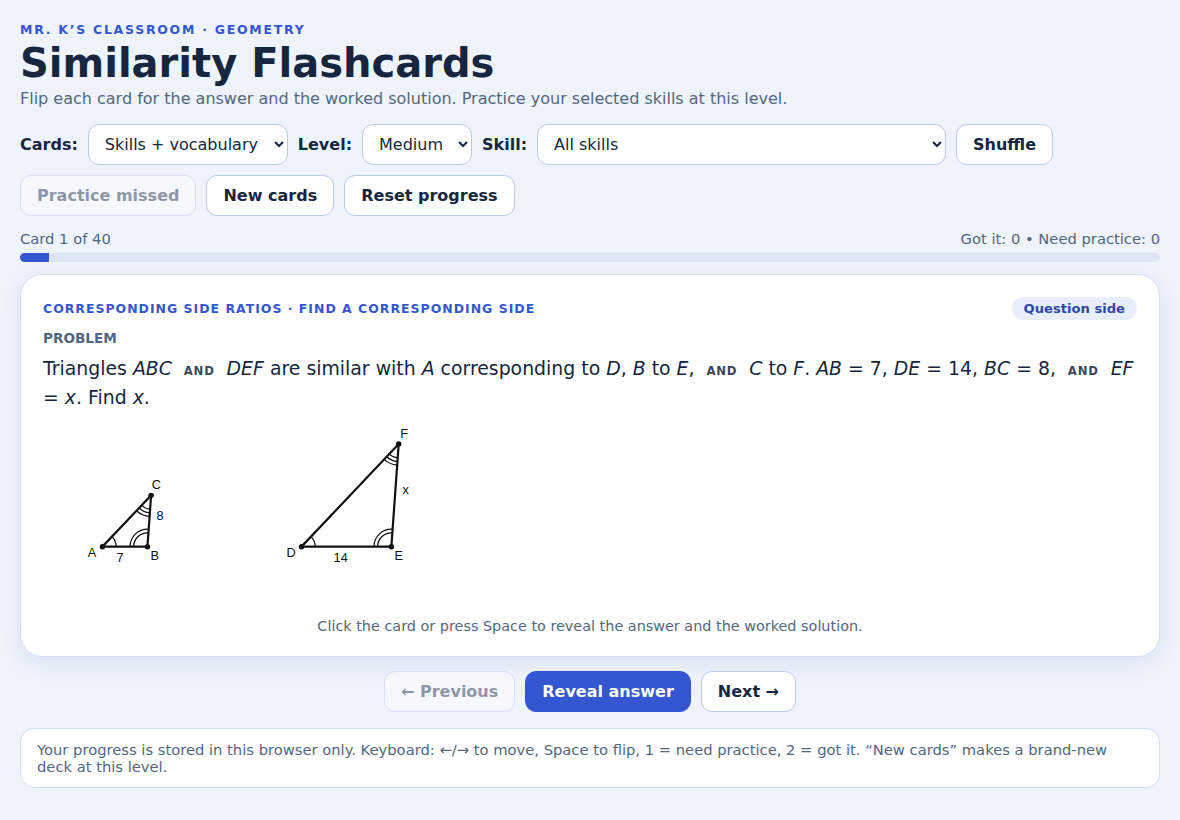 MR. K’S CLASSROOM · GEOMETRY
Similarity Flashcards
Flip each card for the answer and the worked solution. Practice your selected skills at this level.
Cards: Skills + vocabulary Level: Medium Skill: All skills Shuffle
Practice missed New cards Reset progress
Card 1 of 40 Got it: 0 • Need practice: 0
CORRESPONDING SIDE RATIOS · FIND A CORRESPONDING SIDE Question side
PROBLEM
Triangles ABC AND DEF are similar with A corresponding to D, B to E, AND C to F. AB = 7, DE = 14, BC = 8, AND EF
= x. Find x.
F
C
x
8
A
B
7
D
E
14
Click the card or press Space to reveal the answer and the worked solution.
← Previous Reveal answer Next →
Your progress is stored in this browser only. Keyboard: ←/→ to move, Space to flip, 1 = need practice, 2 = got it. “New cards” makes a brand-new
deck at this level.